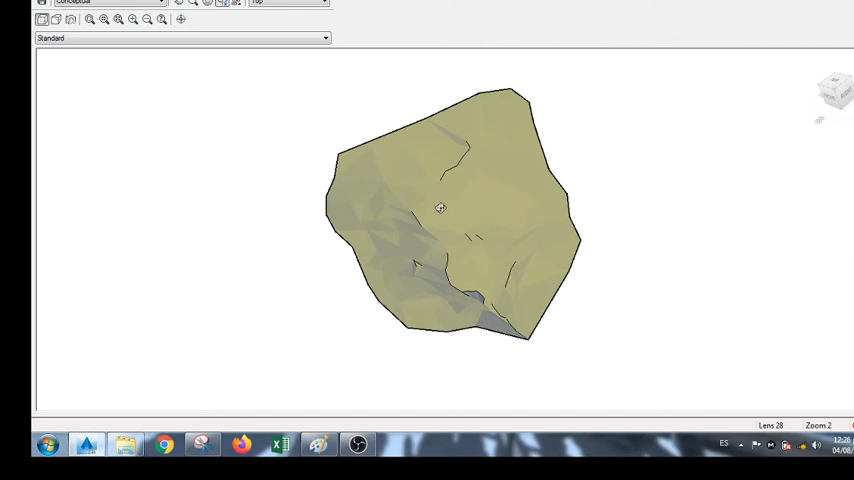 Conceptual
Top
Standard
Lens 28
Zoom 2
ES
12:26
04/08/